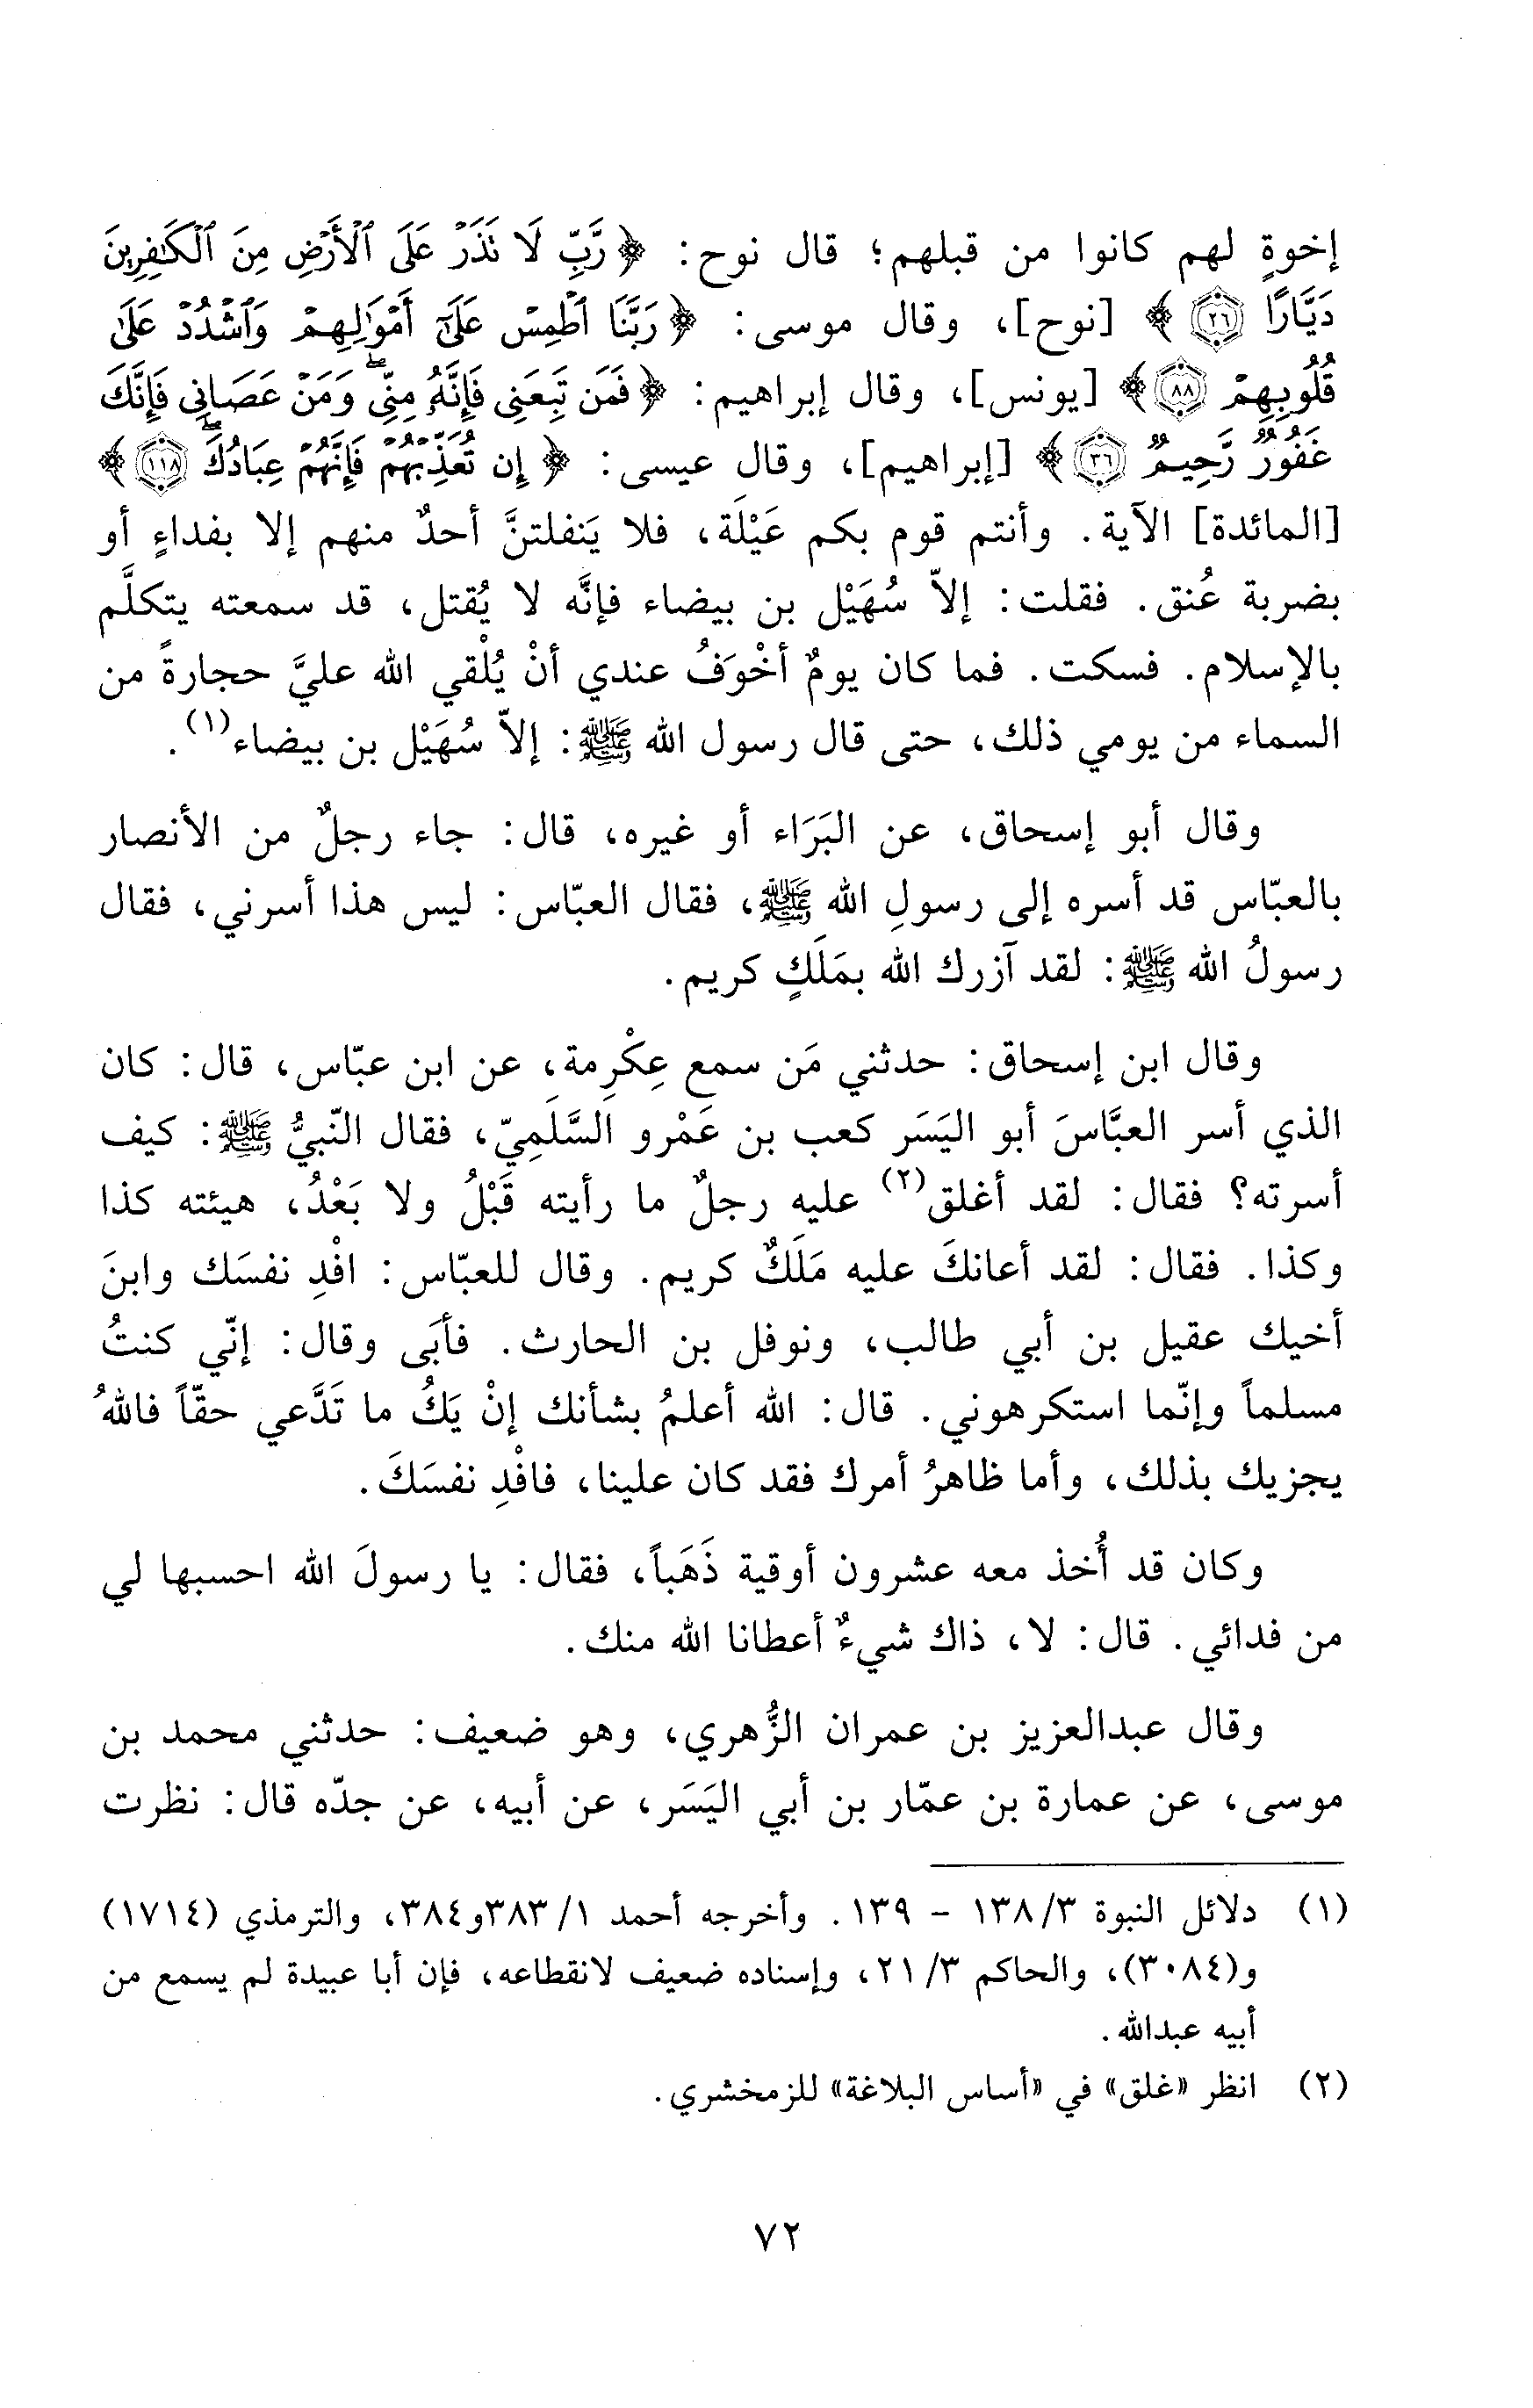 إخوةٍ لهم كانوا من قبلهم؛ قال نوح: ﴿رَّبِّ لَا تَذَرْ عَلَى ٱلْأَرْضِ مِنَ ٱلْكَٰفِرِينَ
دَيَّارًا ﴿٢٦﴾﴾ [نوح]، وقال موسى: ﴿رَبَّنَا ٱطْمِسْ عَلَىٰٓ أَمْوَٰلِهِمْ وَٱشْدُدْ عَلَىٰ
قُلُوبِهِمْ ﴿٨٨﴾﴾ [يونس]، وقال إبراهيم: ﴿فَمَن تَبِعَنِى فَإِنَّهُۥ مِنِّى ۖ وَمَنْ عَصَانِى فَإِنَّكَ
غَفُورٌ رَّحِيمٌ ﴿٣٦﴾﴾ [إبراهيم]، وقال عيسى: ﴿إِن تُعَذِّبْهُمْ فَإِنَّهُمْ عِبَادُكَ ۖ ﴿١١٨﴾﴾
[المائدة] الآية. وأنتم قوم بكم عَيْلَة، فلا يَنفلتنَّ أحدٌ منهم إلا بفداءٍ أو
بضربة عُنق. فقلت: إلاّ سُهَيْل بن بيضاء فإنَّه لا يُقتل، قد سمعته يتكلَّم
بالإسلام. فسكت. فما كان يومٌ أخْوَفُ عندي أنْ يُلْقي الله عليَّ حجارةً من
السماء من يومي ذلك، حتى قال رسول الله ﷺ: إلاّ سُهَيْل بن بيضاء(١).
وقال أبو إسحاق، عن البَرَاء أو غيره، قال: جاء رجلٌ من الأنصار
بالعبّاس قد أسره إلى رسولِ الله ﷺ، فقال العبّاس: ليس هذا أسرني، فقال
رسولُ الله ﷺ: لقد آزرك الله بمَلَكٍ كريم.
وقال ابن إسحاق: حدثني مَن سمع عِكْرِمة، عن ابن عبّاس، قال: كان
الذي أسر العبَّاسَ أبو اليَسَر كعب بن عَمْرو السَّلَمِيّ، فقال النّبيُّ ﷺ: كيف
أسرته؟ فقال: لقد أغلق(٢) عليه رجلٌ ما رأيته قَبْلُ ولا بَعْدُ، هيئته كذا
وكذا. فقال: لقد أعانكَ عليه مَلَكٌ كريم. وقال للعبّاس: افْدِ نفسَك وابنَ
أخيك عقيل بن أبي طالب، ونوفل بن الحارث. فأبَى وقال: إنّي كنتُ
مسلماً وإنّما استكرهوني. قال: الله أعلمُ بشأنك إنْ يَكُ ما تَدَّعي حقّاً فاللهُ
يجزيك بذلك، وأما ظاهرُ أمرك فقد كان علينا، فافْدِ نفسَكَ.
وكان قد أُخذ معه عشرون أوقية ذَهَباً، فقال: يا رسولَ الله احسبها لي
من فدائي. قال: لا، ذاك شيءٌ أعطانا الله منك.
وقال عبدالعزيز بن عمران الزُّهري، وهو ضعيف: حدثني محمد بن
موسى، عن عمارة بن عمّار بن أبي اليَسَر، عن أبيه، عن جدّه قال: نظرت
(١) دلائل النبوة ٣/ ١٣٨ - ١٣٩. وأخرجه أحمد ١/ ٣٨٣و٣٨٤، والترمذي (١٧١٤)
و(٣٠٨٤)، والحاكم ٣/ ٢١، وإسناده ضعيف لانقطاعه، فإن أبا عبيدة لم يسمع من
أبيه عبدالله.
(٢) انظر «غلق» في «أساس البلاغة» للزمخشري.
٧٢